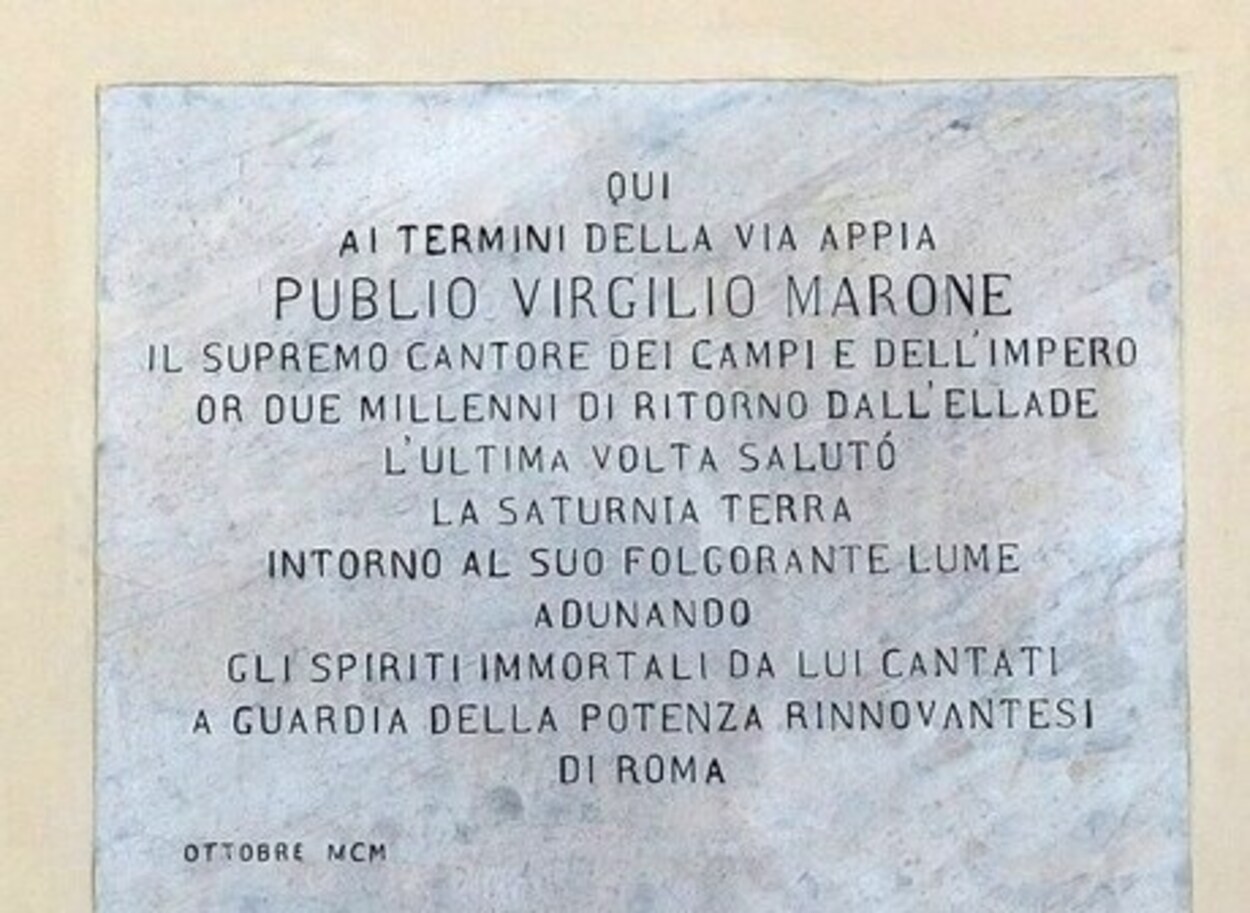 QUI
AI TERMINI DELLA VIA APPIA
PUBLIO VIRGILIO MARONE
IL SUPREMO CANTORE DEI CAMPI E DELL'IMPERO
OR DUE MILLENNI DI RITORNO DALL'ELLADE
L'ULTIMA VOLTA SALUTÓ
LA SATURNIA TERRA
INTORNO AL SUO FOLGORANTE LUME
ADUNANDO
GLI SPIRITI IMMORTALI DA LUI CANTATI
A GUARDIA DELLA POTENZA RINNOVANTESI
DI ROMA
OTTOBRE MCM